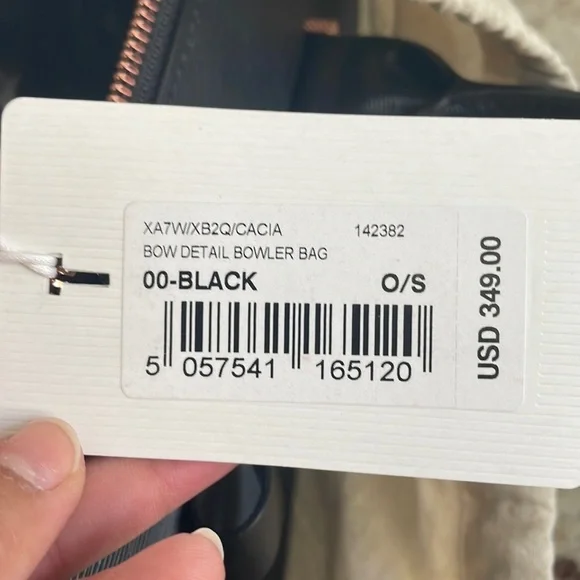 XA7W/XB2Q/CACIA 142382
BOW DETAIL BOWLER BAG
00-BLACK O/S
5 057541 165120
USD 349.00